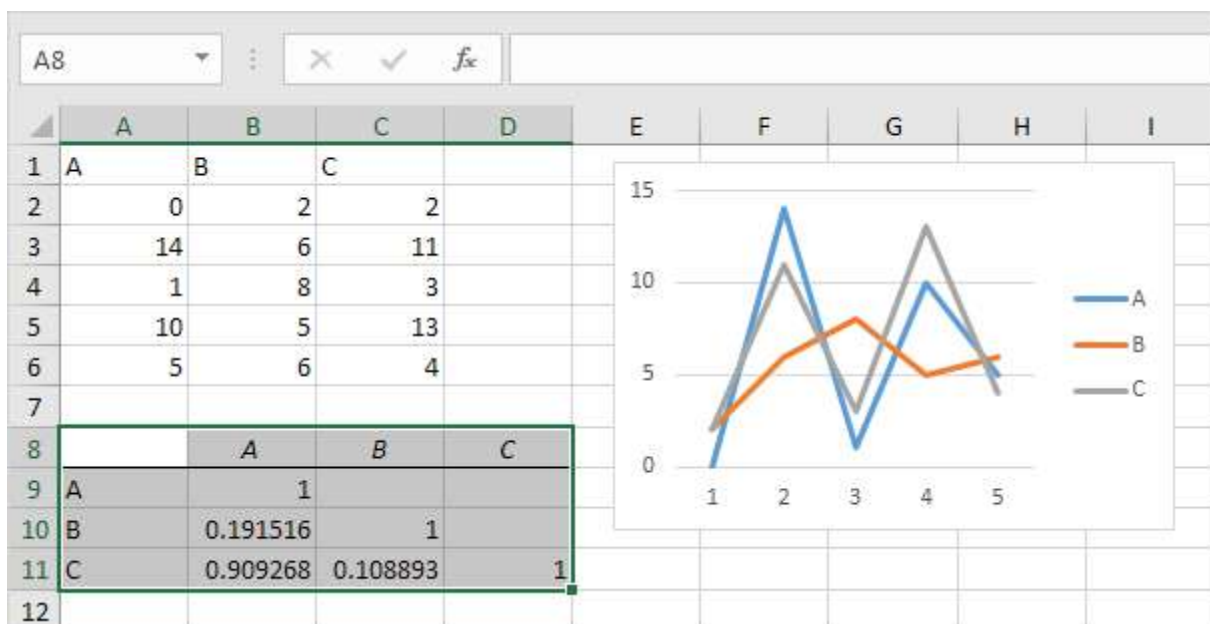 A8 fx
A B C D E F G H I
1 A B C
2 0 2 2
3 14 6 11
4 1 8 3
5 10 5 13
6 5 6 4
7
8 A B C
9 A 1
10 B 0.191516 1
11 C 0.909268 0.108893 1
12
15
10
5
0
1 2 3 4 5
A
B
C